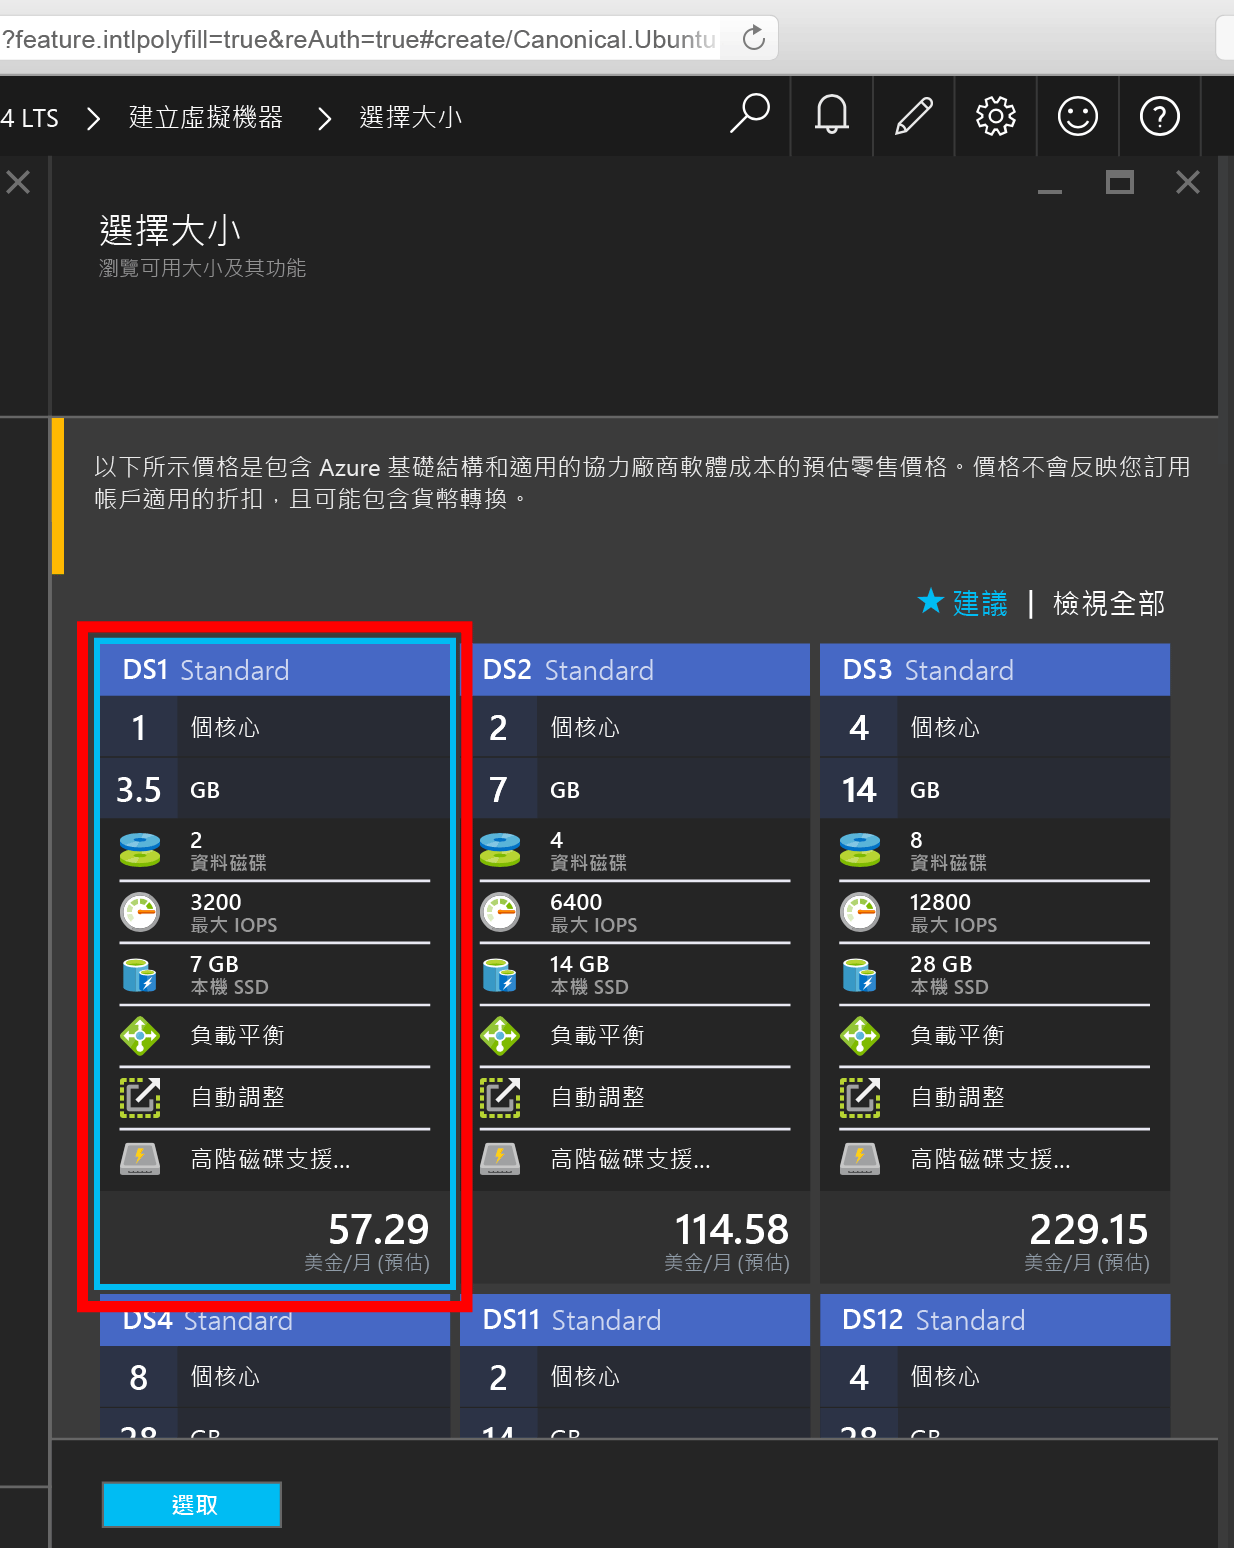 ?feature.intlpolyfill=true&reAuth=true#create/Canonical.Ubuntu
4 LTS 建立虛擬機器 選擇大小
選擇大小
瀏覽可用大小及其功能
以下所示價格是包含 Azure 基礎結構和適用的協力廠商軟體成本的預估零售價格。價格不會反映您訂用
帳戶適用的折扣，且可能包含貨幣轉換。
★ 建議 | 檢視全部
DS1 Standard
1 個核心
3.5 GB
2
資料磁碟
3200
最大 IOPS
7 GB
本機 SSD
負載平衡
自動調整
高階磁碟支援...
57.29
美金/月 (預估)
DS2 Standard
2 個核心
7 GB
4
資料磁碟
6400
最大 IOPS
14 GB
本機 SSD
負載平衡
自動調整
高階磁碟支援...
114.58
美金/月 (預估)
DS3 Standard
4 個核心
14 GB
8
資料磁碟
12800
最大 IOPS
28 GB
本機 SSD
負載平衡
自動調整
高階磁碟支援...
229.15
美金/月 (預估)
DS4 Standard
8 個核心
28 GB
DS11 Standard
2 個核心
14 GB
DS12 Standard
4 個核心
28 GB
選取